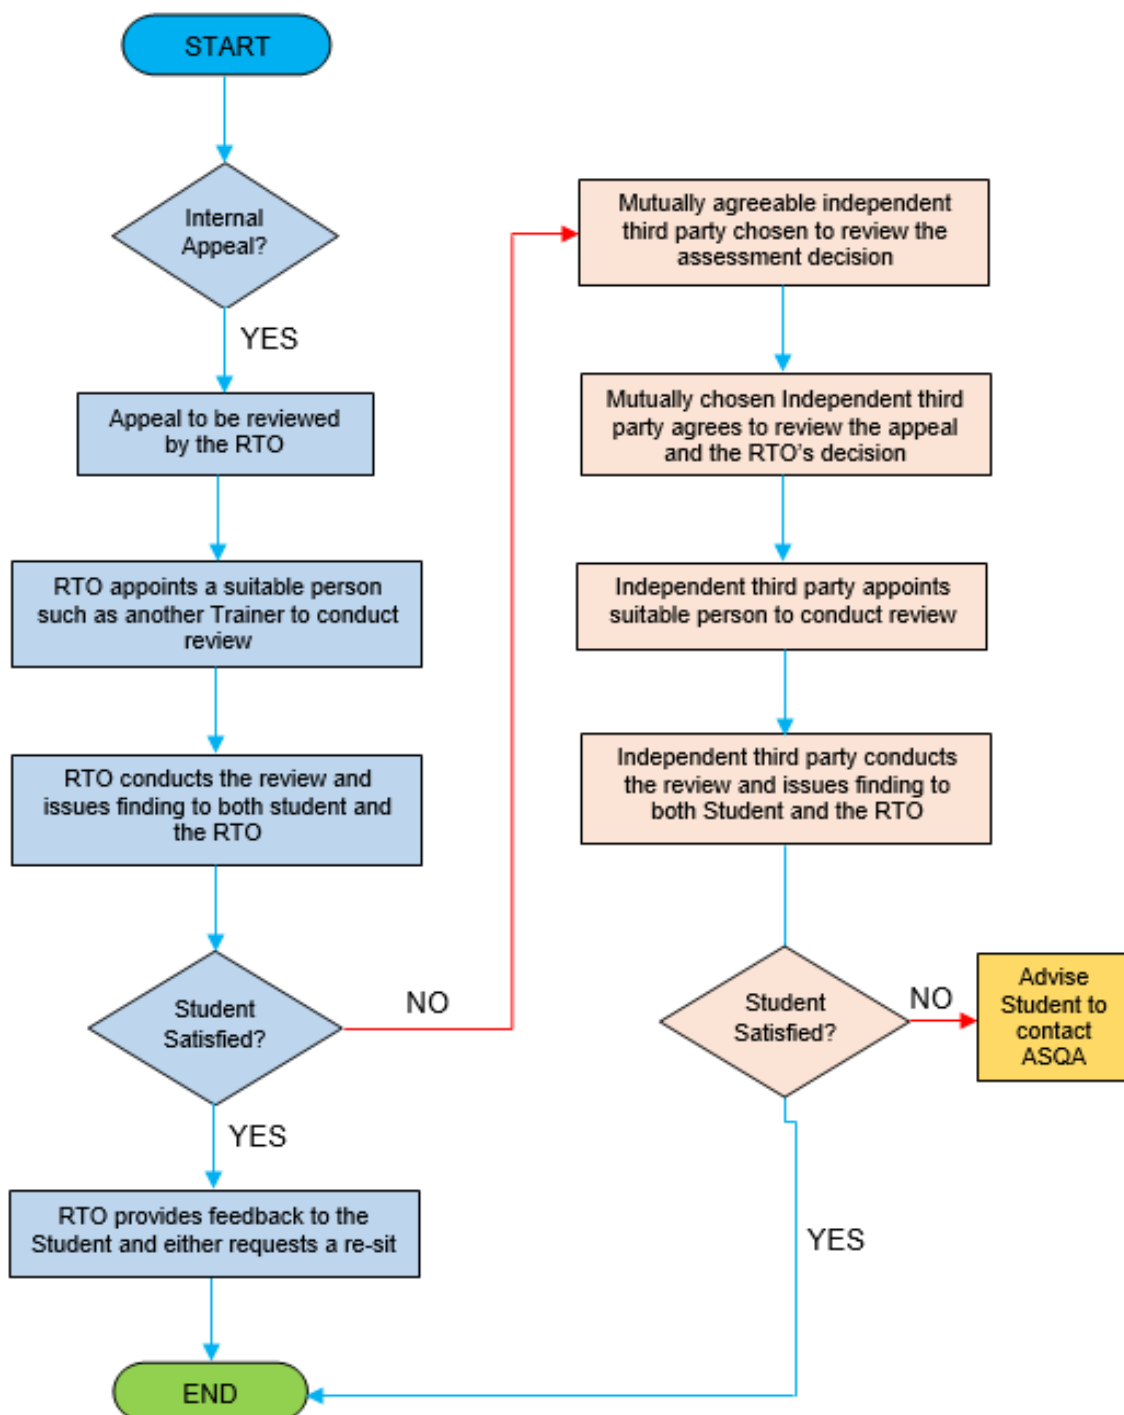 START
Internal
Appeal?
YES
Appeal to be reviewed
by the RTO
RTO appoints a suitable person
such as another Trainer to conduct
review
RTO conducts the review and
issues finding to both student and
the RTO
Student
Satisfied?
NO
YES
RTO provides feedback to the
Student and either requests a re-sit
END
Mutually agreeable independent
third party chosen to review the
assessment decision
Mutually chosen Independent third
party agrees to review the appeal
and the RTO's decision
Independent third party appoints
suitable person to conduct review
Independent third party conducts
the review and issues finding to
both Student and the RTO
Student
Satisfied?
NO
Advise
Student to
contact
ASQA
YES